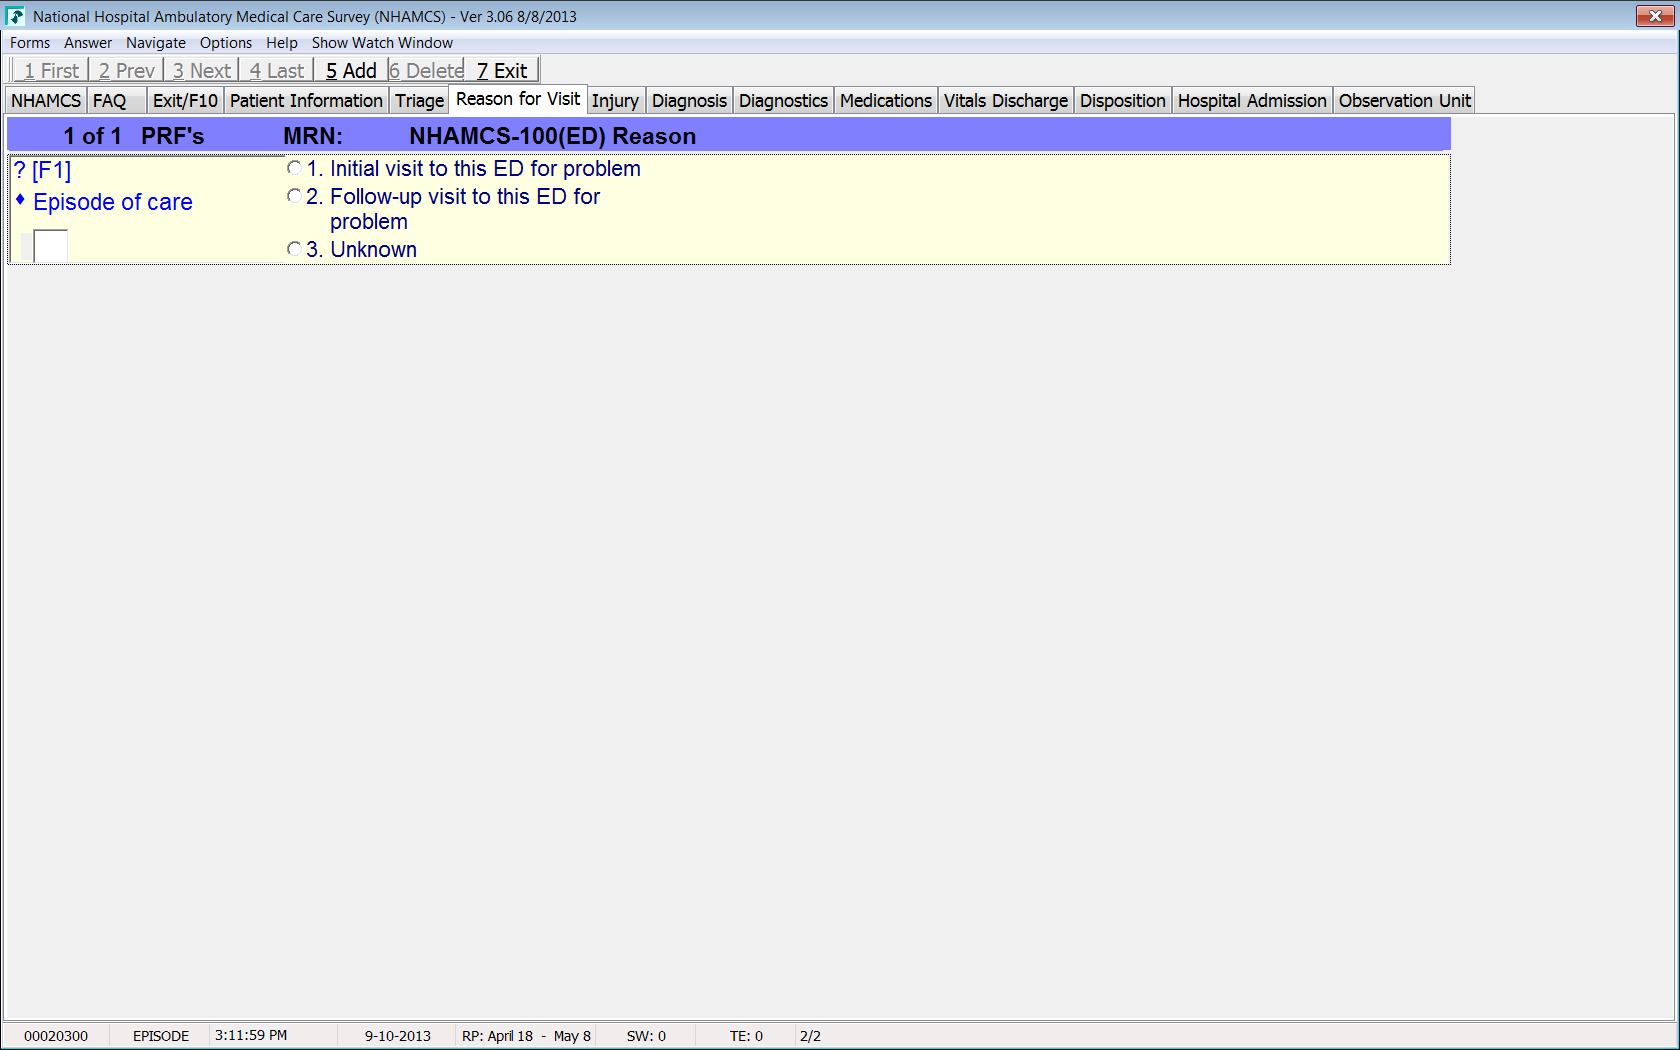 National Hospital Ambulatory Medical Care Survey (NHAMCS) - Ver 3.06 8/8/2013
Forms Answer Navigate Options Help Show Watch Window
1 First 2 Prev 3 Next 4 Last 5 Add 6 Delete 7 Exit
NHAMCS FAQ Exit/F10 Patient Information Triage Reason for Visit Injury Diagnosis Diagnostics Medications Vitals Discharge Disposition Hospital Admission Observation Unit
1 of 1 PRF's MRN: NHAMCS-100(ED) Reason
? [F1]
♦ Episode of care
1. Initial visit to this ED for problem
2. Follow-up visit to this ED for
problem
3. Unknown
00020300 EPISODE 3:11:59 PM 9-10-2013 RP: April 18 - May 8 SW: 0 TE: 0 2/2